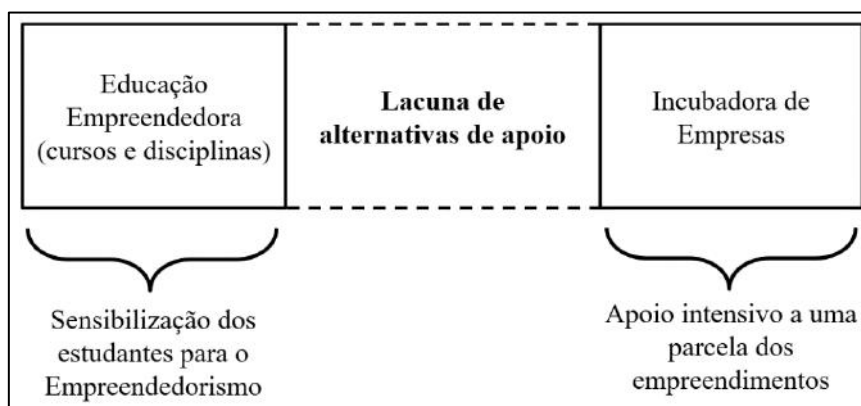 Educação
Empreendedora
(cursos e disciplinas)
Lacuna de
alternativas de apoio
Incubadora de
Empresas
Sensibilização dos
estudantes para o
Empreendedorismo
Apoio intensivo a uma
parcela dos
empreendimentos